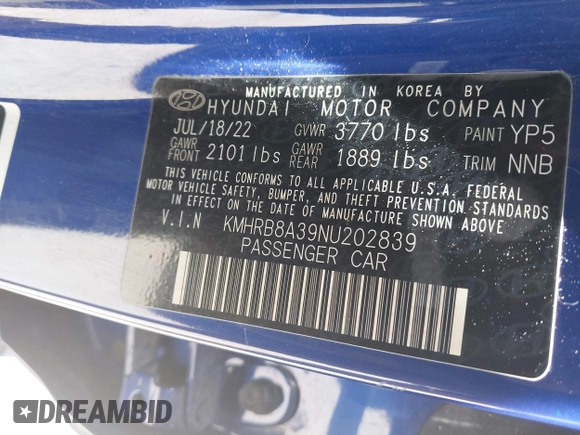 MANUFACTURED IN KOREA BY
HYUNDAI MOTOR COMPANY
JUL/18/22 GVWR 3770 lbs PAINT YP5
GAWR FRONT 2101 lbs GAWR REAR 1889 lbs TRIM NNB
THIS VEHICLE CONFORMS TO ALL APPLICABLE U.S.A. FEDERAL
MOTOR VEHICLE SAFETY, BUMPER, AND THEFT PREVENTION STANDARDS
IN EFFECT ON THE DATE OF MANUFACTURE SHOWN ABOVE
V.I.N KMHRB8A39NU202839
PASSENGER CAR
DREAMBID